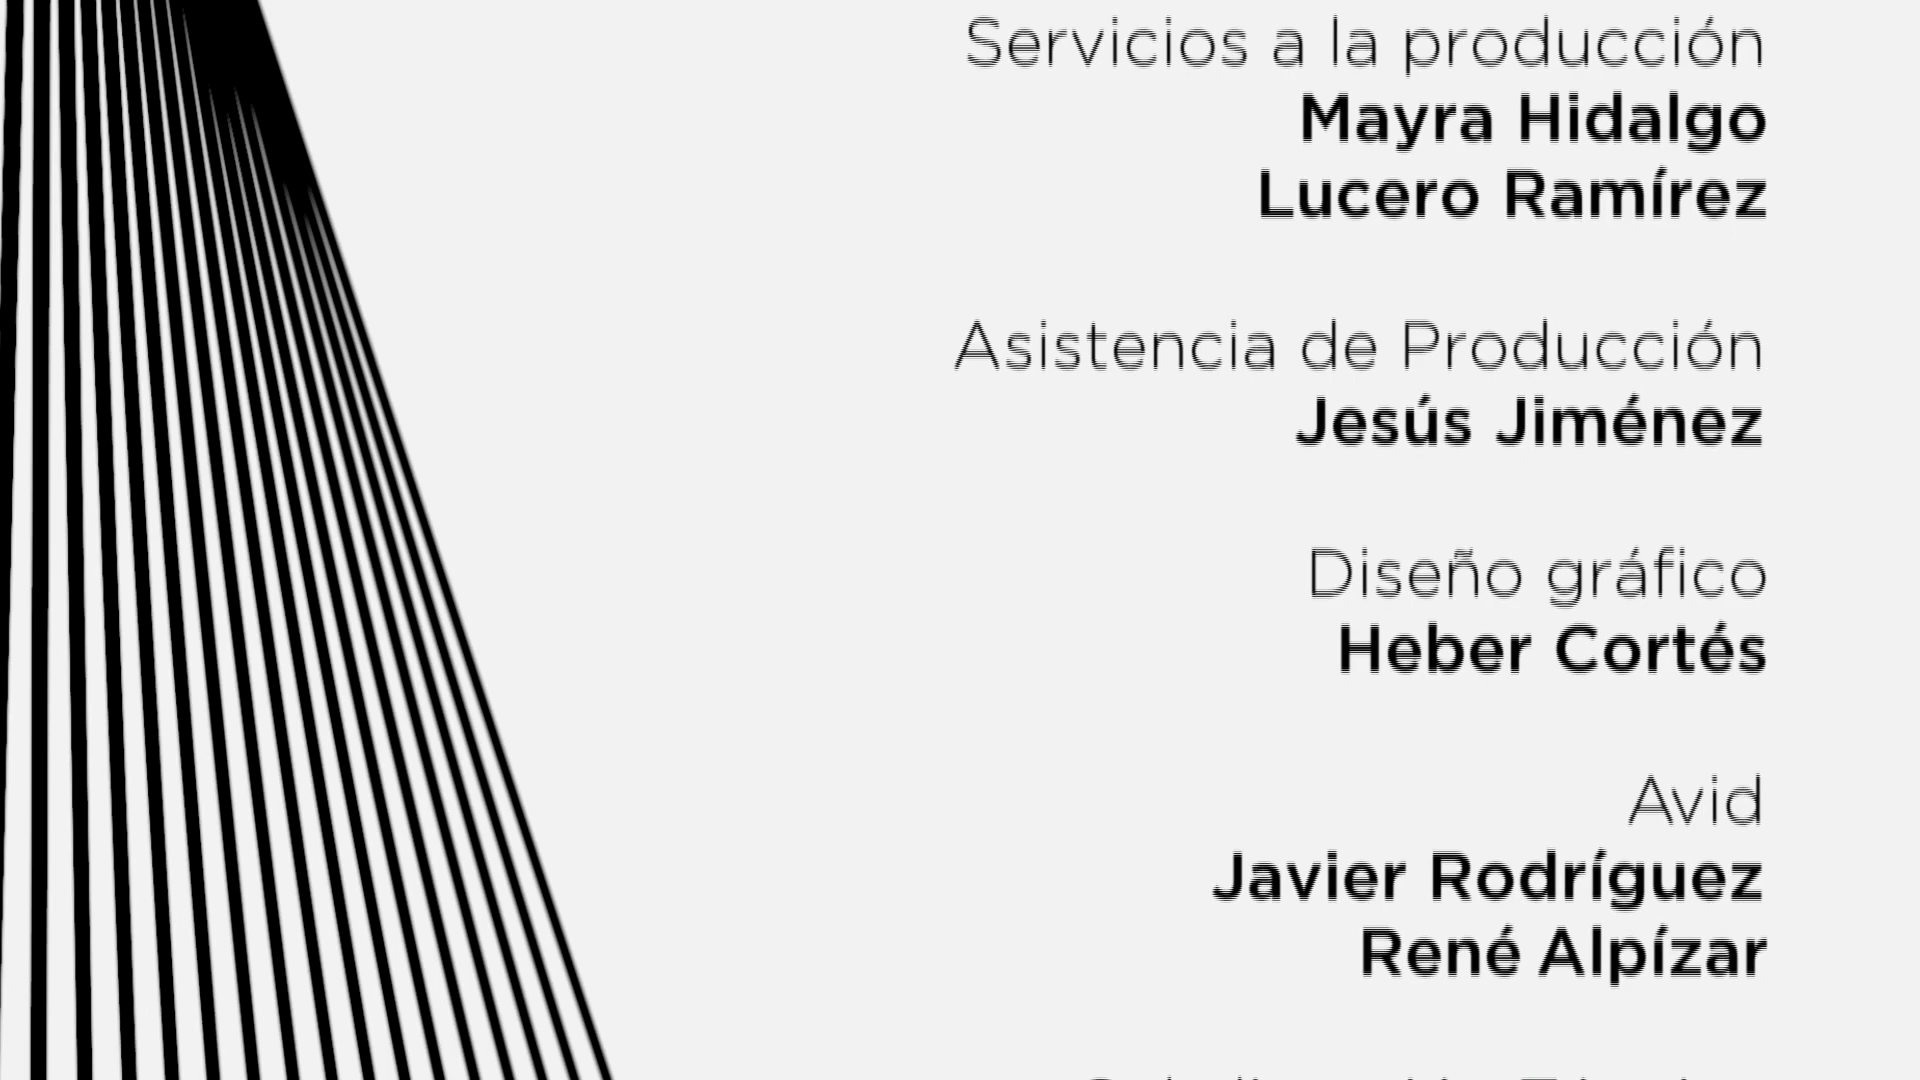 Servicios a la producción
Mayra Hidalgo
Lucero Ramírez
Asistencia de Producción
Jesús Jiménez
Diseño gráfico
Heber Cortés
Avid
Javier Rodríguez
René Alpízar